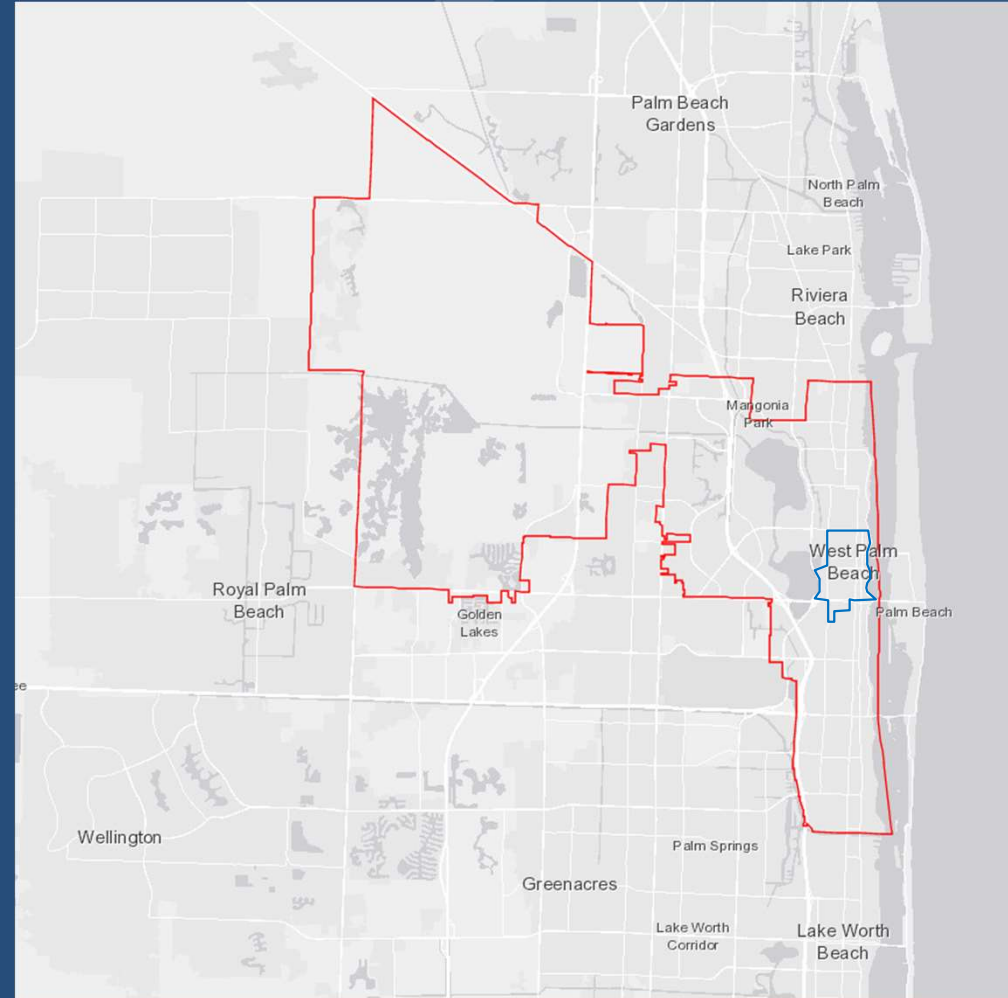 Palm Beach
Gardens
North Palm
Beach
Lake Park
Riviera
Beach
Mangonia
Park
West Palm
Beach
Royal Palm
Beach
Palm Beach
Golden
Lakes
ee
Wellington
Palm Springs
Greenacres
Lake Worth
Corridor
Lake Worth
Beach